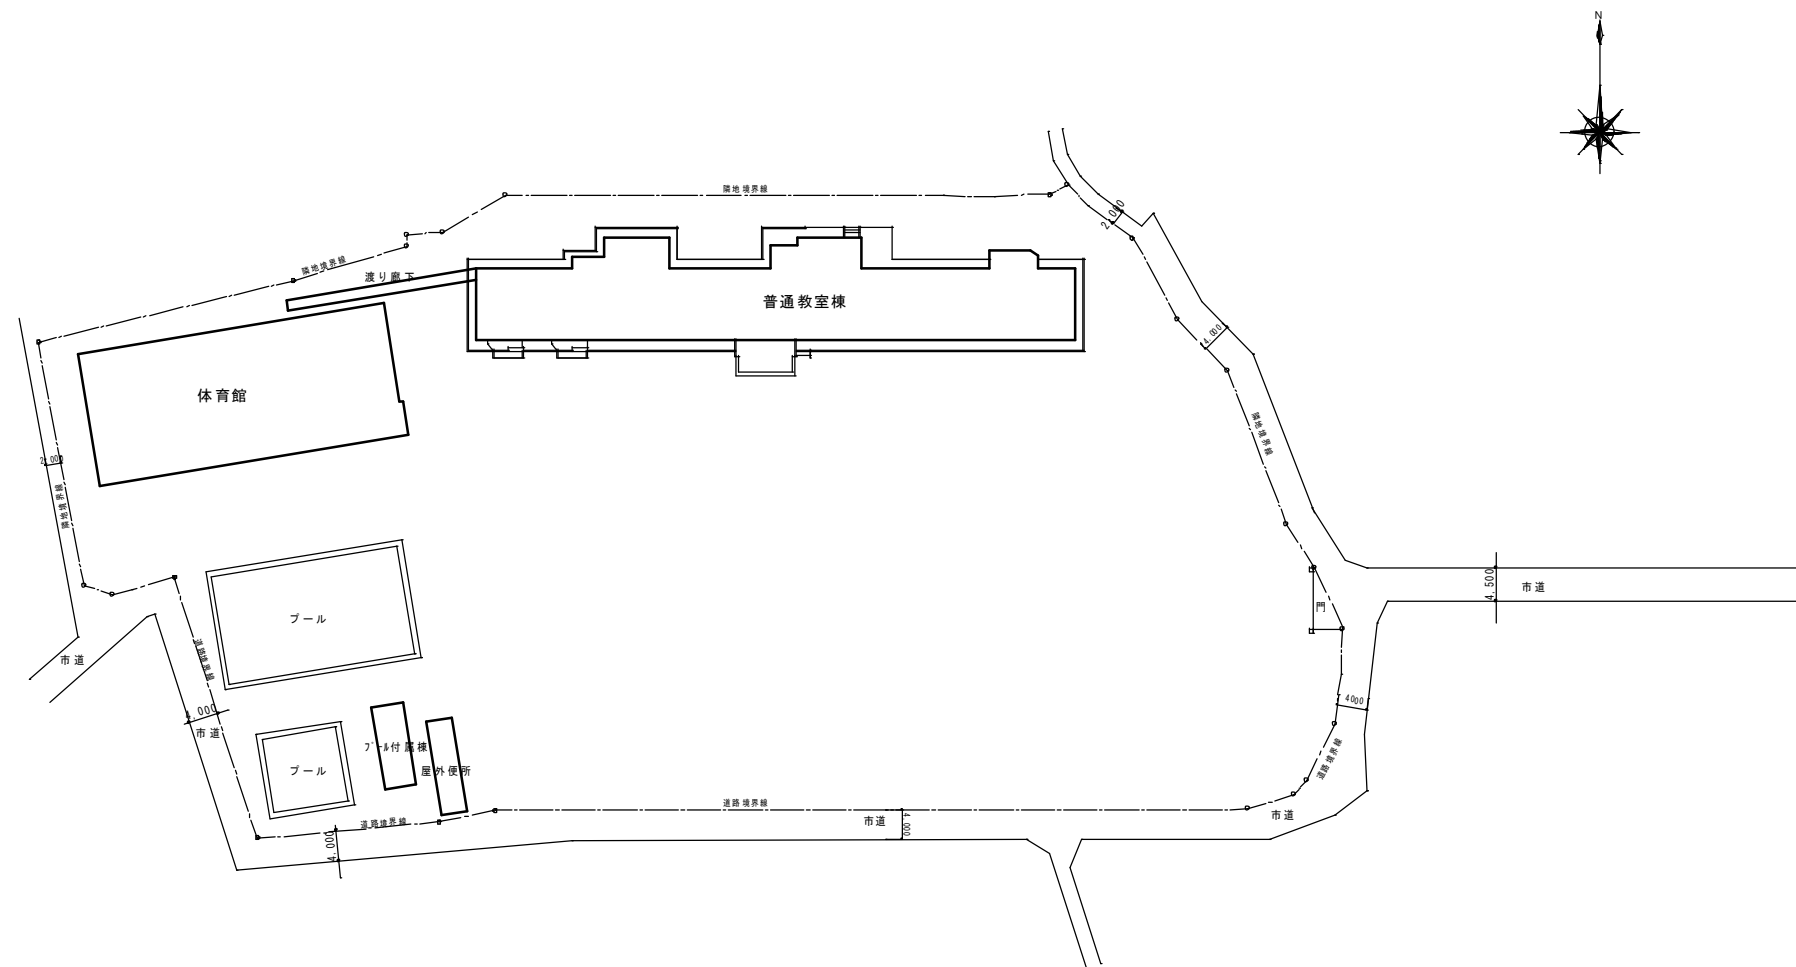 N
隣地境界線
2,000
隣地境界線
渡り廊下
普通教室棟
4,000
体育館
隣地境界線
2,000
隣地境界線
4,500
市道
門
プール
市道
道路境界線
4000
4,000
市道
プール付属棟
道路境界線
プール
屋外便所
道路境界線
市道
4,000
市道
道路境界線
4,000